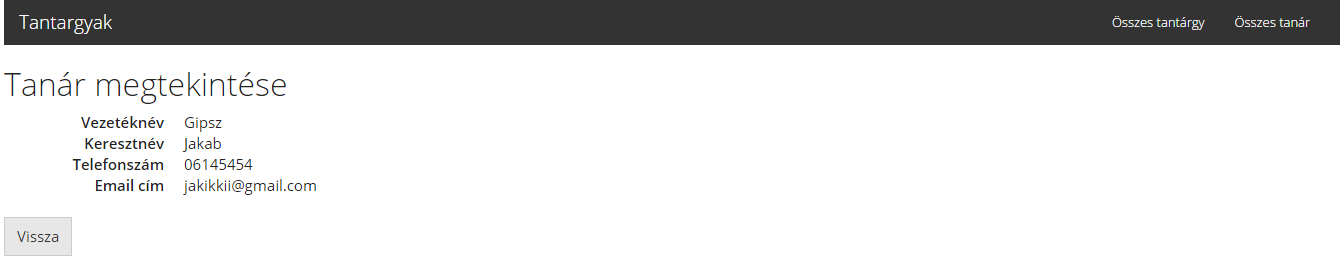 Tantargyak Összes tantárgy Összes tanár
Tanár megtekintése
Vezetéknév Gipsz
Keresztnév Jakab
Telefonszám 06145454
Email cím jakikkii@gmail.com
Vissza